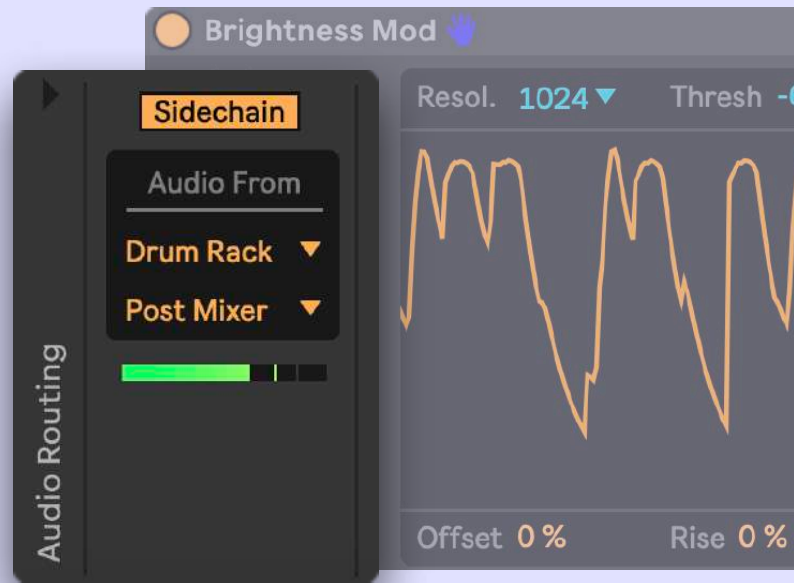 Brightness Mod
Sidechain
Audio From
Drum Rack
Post Mixer
Audio Routing
Resol. 1024
Thresh
Offset 0 %
Rise 0 %